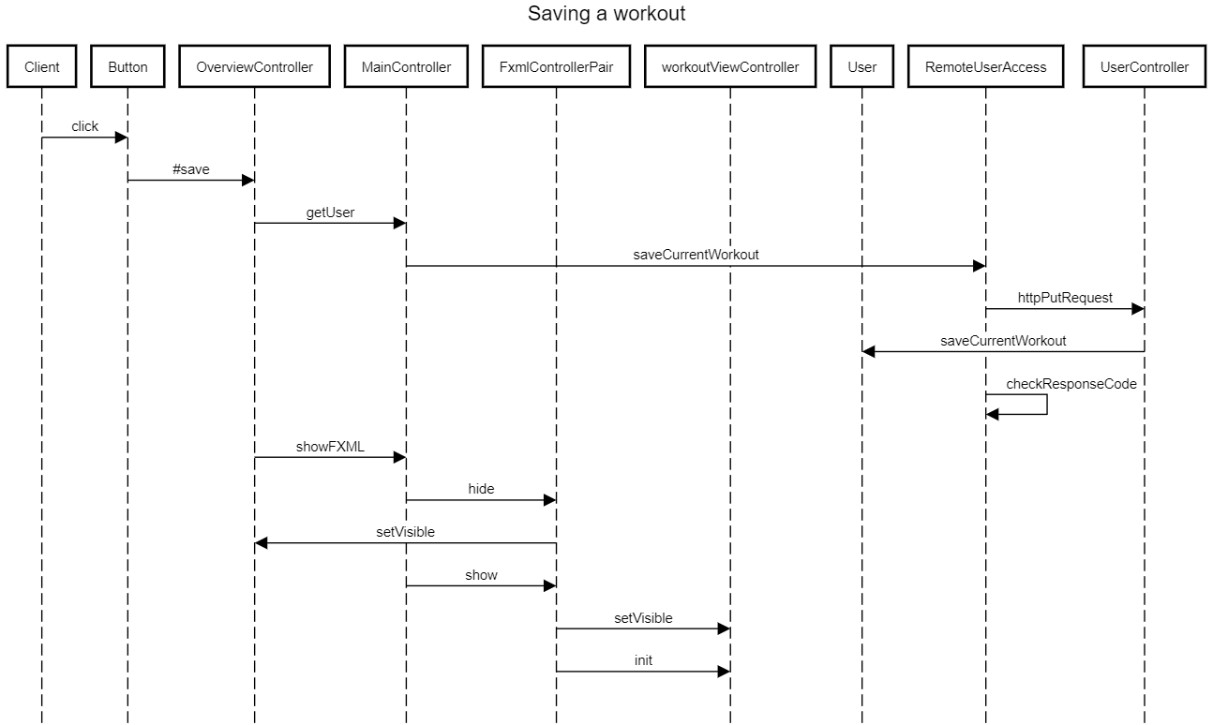 Saving a workout
Client
Button
OverviewController
MainController
FxmlControllerPair
workoutViewController
User
RemoteUserAccess
UserController
click
#save
getUser
saveCurrentWorkout
httpPutRequest
saveCurrentWorkout
checkResponseCode
showFXML
hide
setVisible
show
setVisible
init